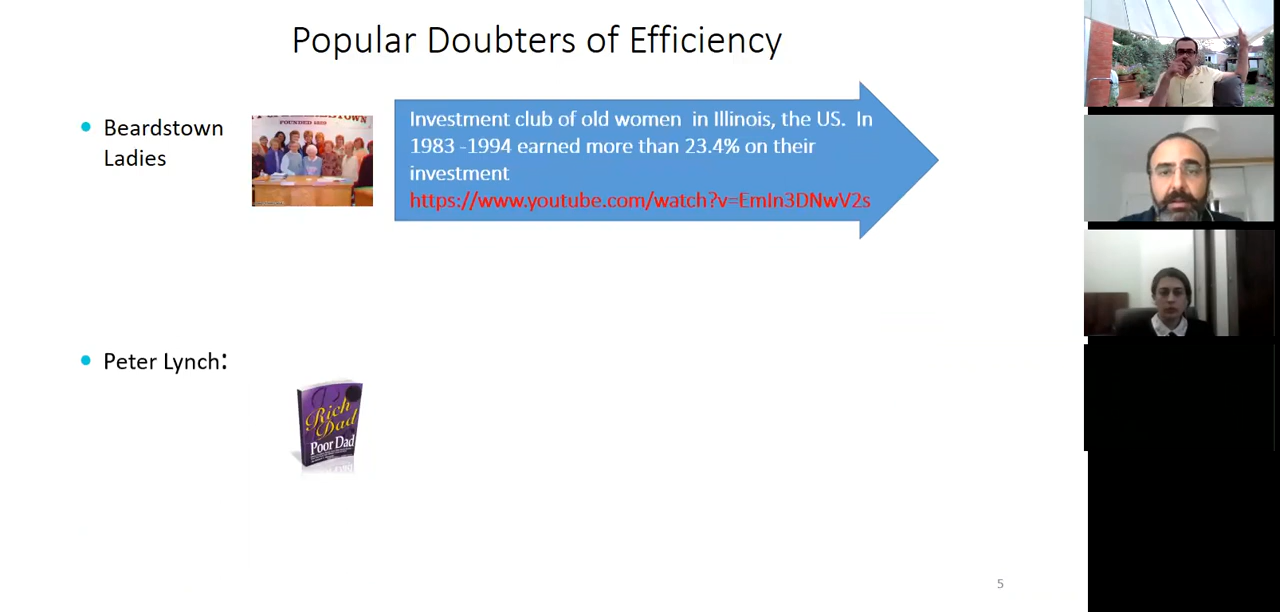 Popular Doubters of Efficiency
Beardstown
Ladies
FOUNDED 1829
Investment club of old women in Illinois, the US. In
1983 -1994 earned more than 23.4% on their
investment
https://www.youtube.com/watch?v=EmIn3DNwV2s
Peter Lynch:
Rich
Dad
Poor Dad
5